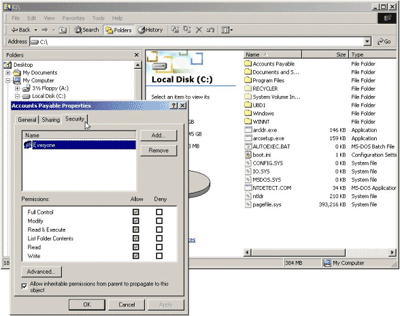 C:\
File Edit View Favorites Tools Help
Back Search Folders History
Address C:\ Go
Folders
Desktop
My Documents
My Computer
3½ Floppy (A:)
Local Disk (C:)
Local Disk (C:)
Select an item to view its
Name Size Type
Accounts Payable File Folder
Documents and S... File Folder
Program Files File Folder
RECYCLER File Folder
System Volume In... File Folder
UBD1 File Folder
Windows File Folder
WINNT File Folder
arcldr.exe 146 KB Application
arcsetup.exe 159 KB Application
AUTOEXEC.BAT 0 KB MS-DOS Batch File
boot.ini 1 KB Configuration Setti
CONFIG.SYS 0 KB System file
IO.SYS 0 KB System file
MSDOS.SYS 0 KB System file
NTDETECT.COM 34 KB MS-DOS Application
ntldr 210 KB System file
pagefile.sys 393,216 KB System file
384 MB My Computer
Accounts Payable Properties
General Sharing Security
Name
Everyone
Add...
Remove
Permissions: Allow Deny
Full Control
Modify
Read & Execute
List Folder Contents
Read
Write
Advanced...
Allow inheritable permissions from parent to propagate to this
object
OK Cancel Apply